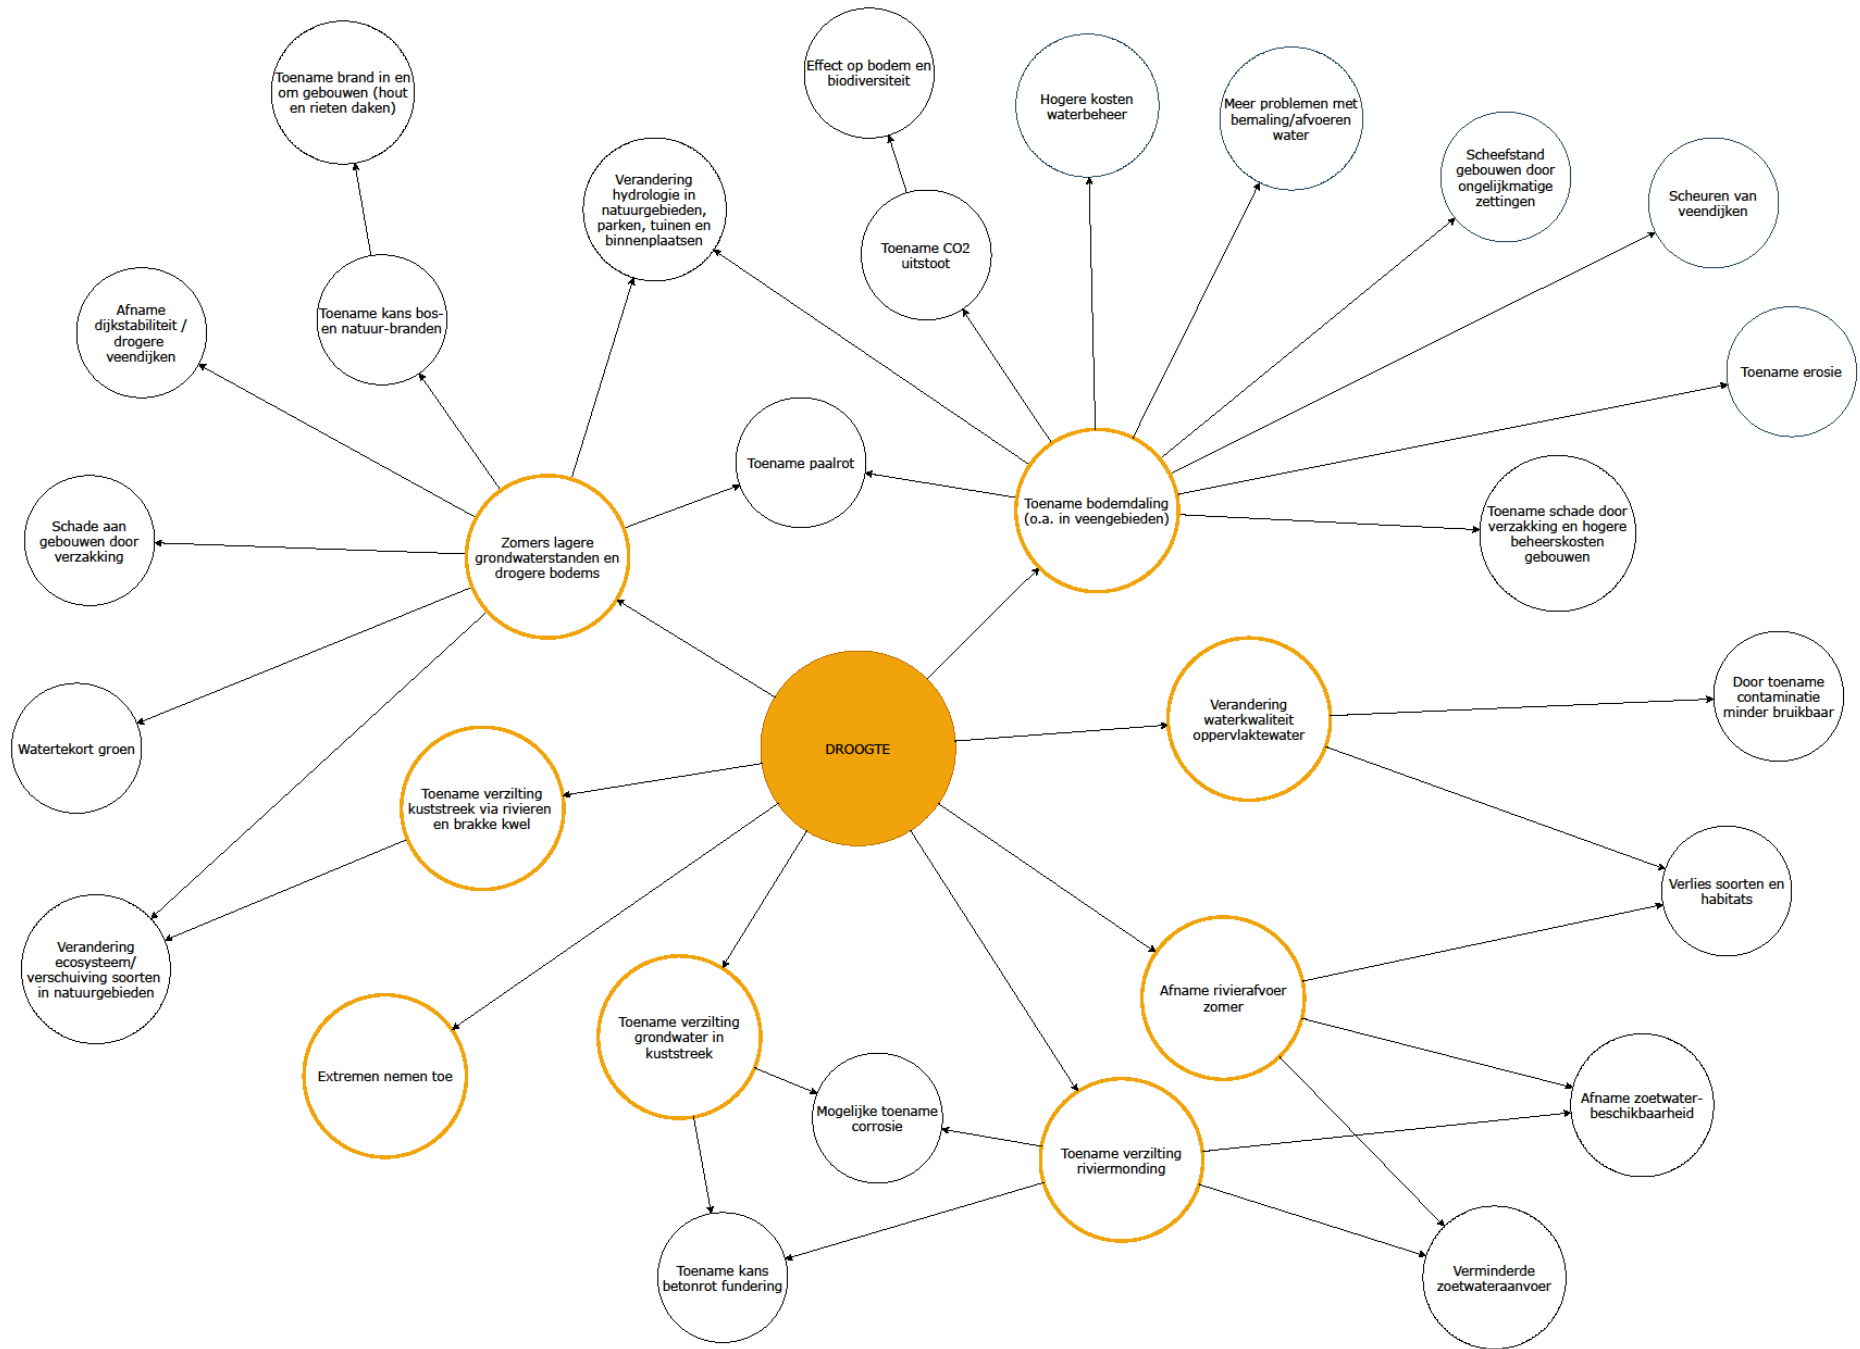 Effect op bodem en
biodiversiteit
Toename brand in en
om gebouwen (hout
en rieten daken)
Hogere kosten
waterbeheer
Meer problemen met
bemaling/afvoeren
water
Scheefstand
gebouwen door
ongelijkmatige
zettingen
Scheuren van
veendijken
Verandering
hydrologie in
natuurgebieden,
parken, tuinen en
binnenplaatsen
Toename CO2
uitstoot
Afname
dijkstabiliteit /
drogere
veendijken
Toename kans bos-
en natuur-branden
Toename erosie
Toename paalrot
Toename bodemdaling
(o.a. in veengebieden)
Toename schade door
verzakking en hogere
beheerskosten
gebouwen
Schade aan
gebouwen door
verzakking
Zomers lagere
grondwaterstanden en
drogere bodems
Verandering
waterkwaliteit
oppervlaktewater
Door toename
contaminatie
minder bruikbaar
Watertekort groen
DROOGTE
Toename verzilting
kuststreek via rivieren
en brakke kwel
Verlies soorten en
habitats
Verandering
ecosysteem/
verschuiving soorten
in natuurgebieden
Afname rivierafvoer
zomer
Toename verzilting
grondwater in
kuststreek
Extremen nemen toe
Mogelijke toename
corrosie
Afname zoetwater-
beschikbaarheid
Toename verzilting
riviermonding
Toename kans
betonrot fundering
Verminderde
zoetwateraanvoer